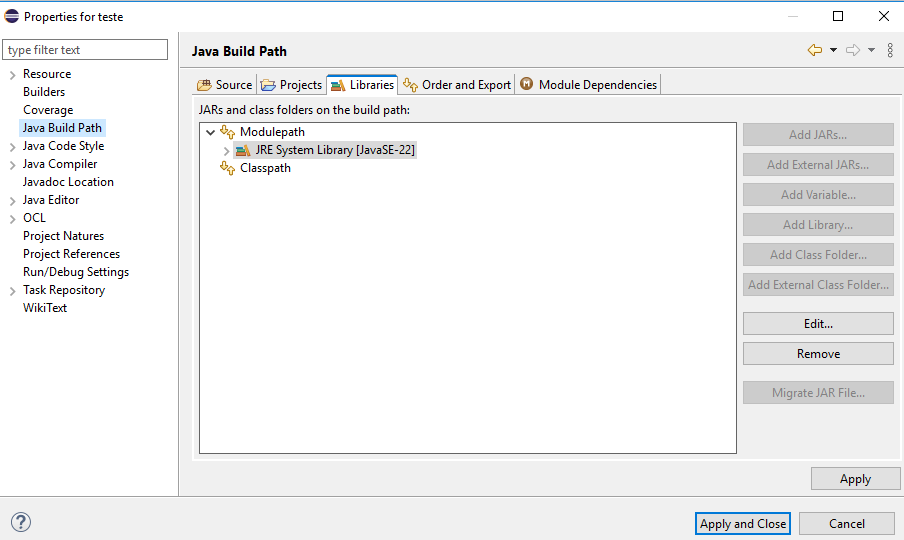 Properties for teste
type filter text
Resource
Builders
Coverage
Java Build Path
Java Code Style
Java Compiler
Javadoc Location
Java Editor
OCL
Project Natures
Project References
Run/Debug Settings
Task Repository
WikiText
Java Build Path
Source
Projects
Libraries
Order and Export
M Module Dependencies
JARs and class folders on the build path:
Modulepath
JRE System Library [JavaSE-22]
Classpath
Add JARs...
Add External JARs...
Add Variable...
Add Library...
Add Class Folder...
Add External Class Folder...
Edit...
Remove
Migrate JAR File...
Apply
?
Apply and Close
Cancel